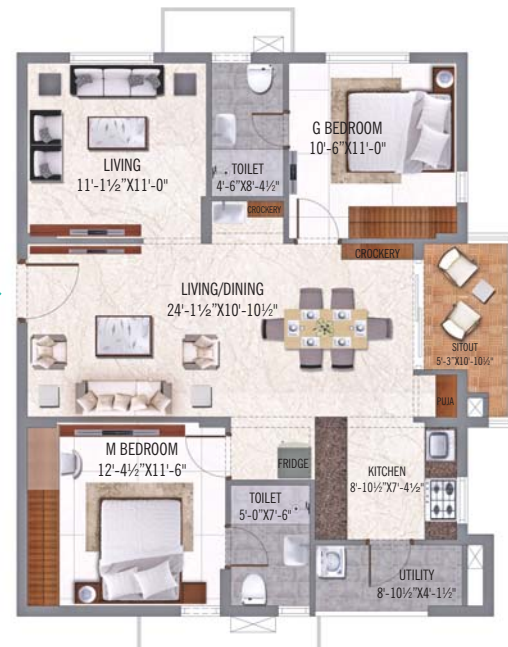 LIVING
11'-1½"X11'-0"
TOILET
4'-6"X8'-4½"
G BEDROOM
10'-6"X11'-0"
CROCKERY
CROCKERY
LIVING/DINING
24'-1½"X10'-10½"
SITOUT
5'-3"X10'-10½"
PUJA
M BEDROOM
12'-4½"X11'-6"
FRIDGE
KITCHEN
8'-10½"X7'-4½"
TOILET
5'-0"X7'-6"
UTILITY
8'-10½"X4'-1½"